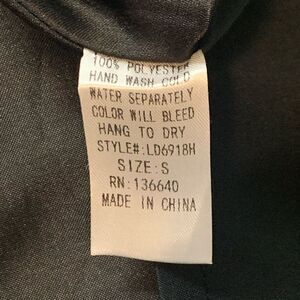 100% POLYESTER
HAND WASH COLD
WATER SEPARATELY
COLOR WILL BLEED
HANG TO DRY
STYLE#:LD6918H
SIZE:S
RN:136640
MADE IN CHINA